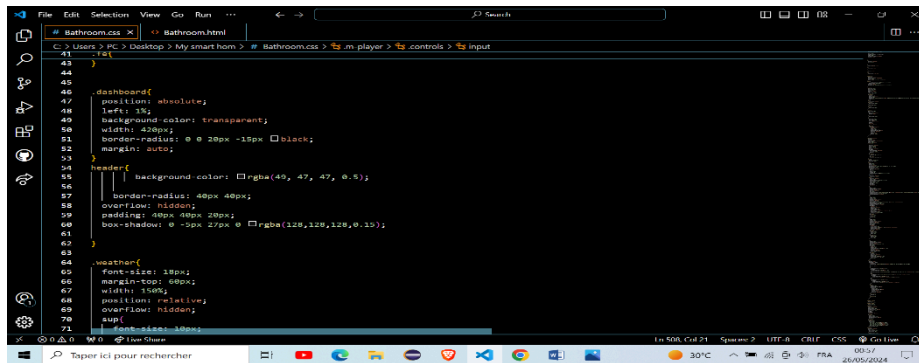 File Edit Selection View Go Run ... Search
# Bathroom.css × <> Bathroom.html
C: > Users > PC > Desktop > My smart hom > # Bathroom.css > .m-player > .controls > input
41
43 }
44
45
46 .dashboard{
47 position: absolute;
48 left: 1%;
49 background-color: transparent;
50 width: 420px;
51 border-radius: 0 0 20px -15px black;
52 margin: auto;
53 }
54 header{
55 background-color: rgba(49, 47, 47, 0.5);
56
57 border-radius: 40px 40px;
58 overflow: hidden;
59 padding: 40px 40px 20px;
60 box-shadow: 0 -5px 27px 0 rgba(128,128,128,0.15);
61
62 }
63
64 .weather{
65 font-size: 18px;
66 margin-top: 60px;
67 width: 150%;
68 position: relative;
69 overflow: hidden;
70 sup{
71 font-size: 10px;
0 0 0 Live Share Ln 508, Col 21 Spaces: 2 UTF-8 CRLF CSS Go Live
Taper ici pour rechercher 30°C FRA 00:57
26/05/2024